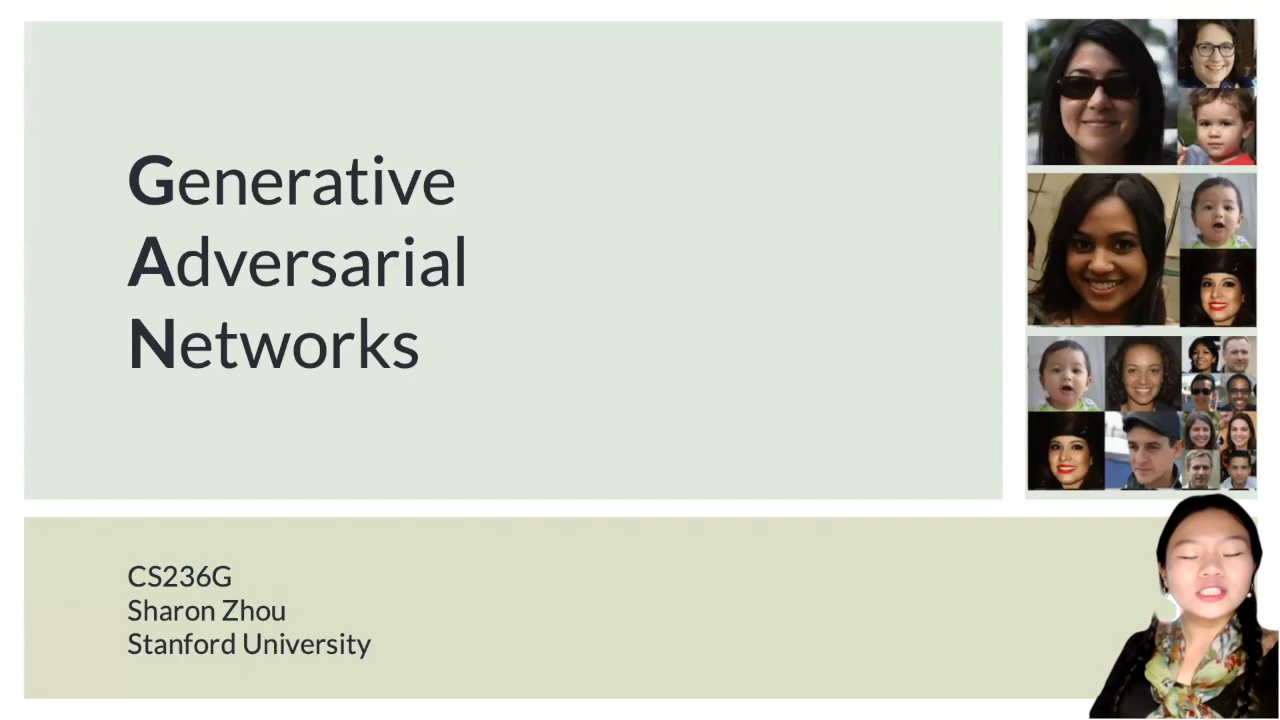 Generative
Adversarial
Networks
CS236G
Sharon Zhou
Stanford University